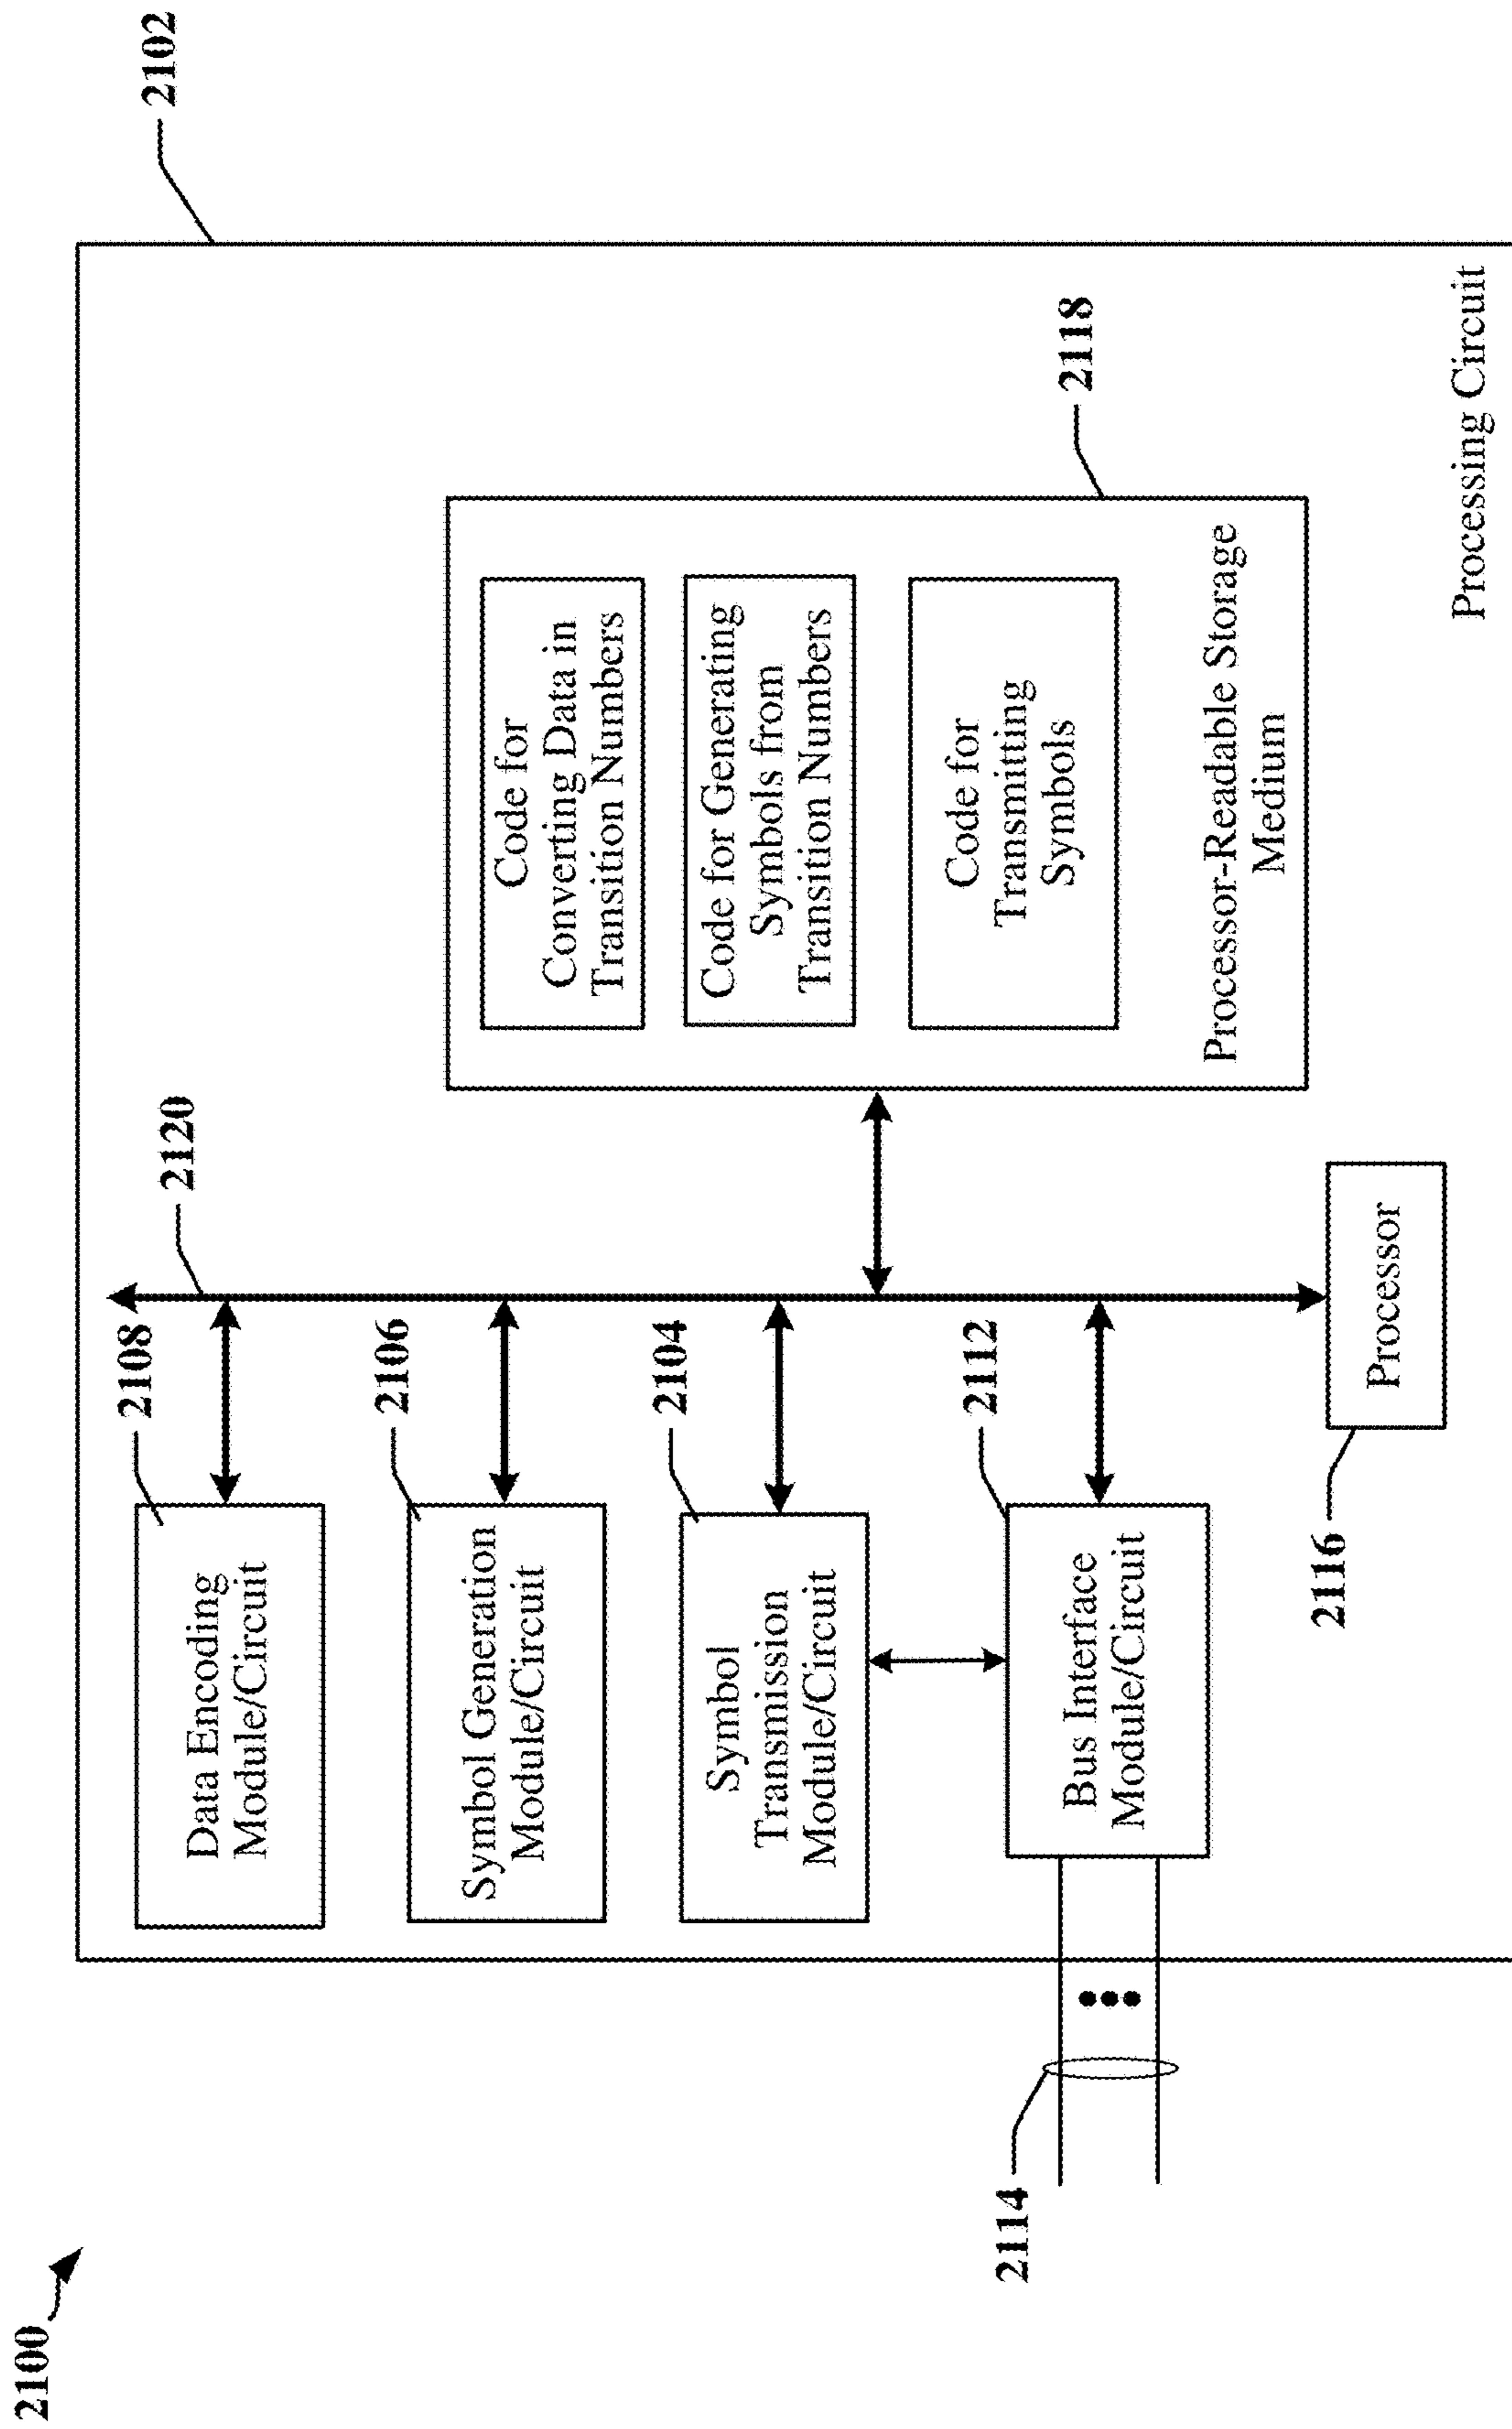 2100
2102
2120
2108
Data Encoding
Module/Circuit
2106
Symbol Generation
Module/Circuit
2104
Symbol
Transmission
Module/Circuit
2112
Bus Interface
Module/Circuit
2114
2116
Processor
Code for
Converting Data in
Transition Numbers
Code for Generating
Symbols from
Transition Numbers
Code for
Transmitting
Symbols
Processor-Readable Storage
Medium
2118
Processing Circuit